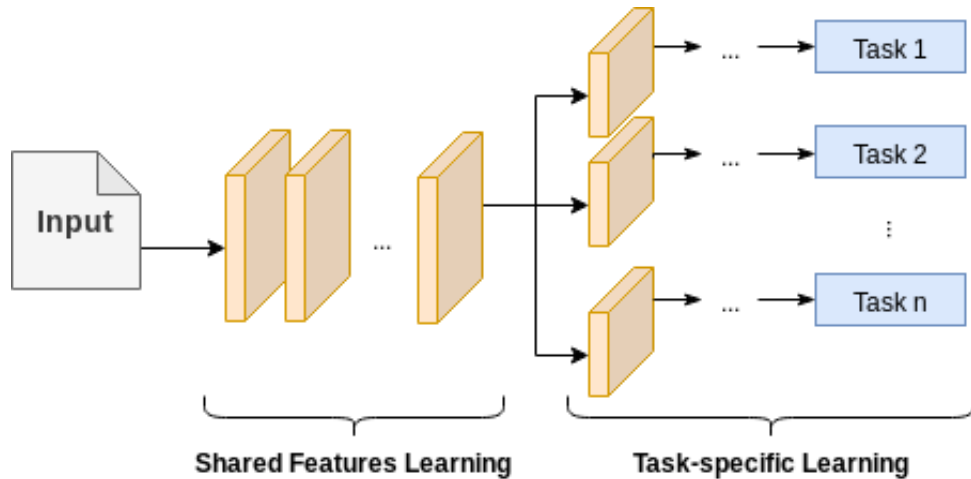 Input
...
Shared Features Learning
...
Task 1
...
Task 2
...
Task n
Task-specific Learning